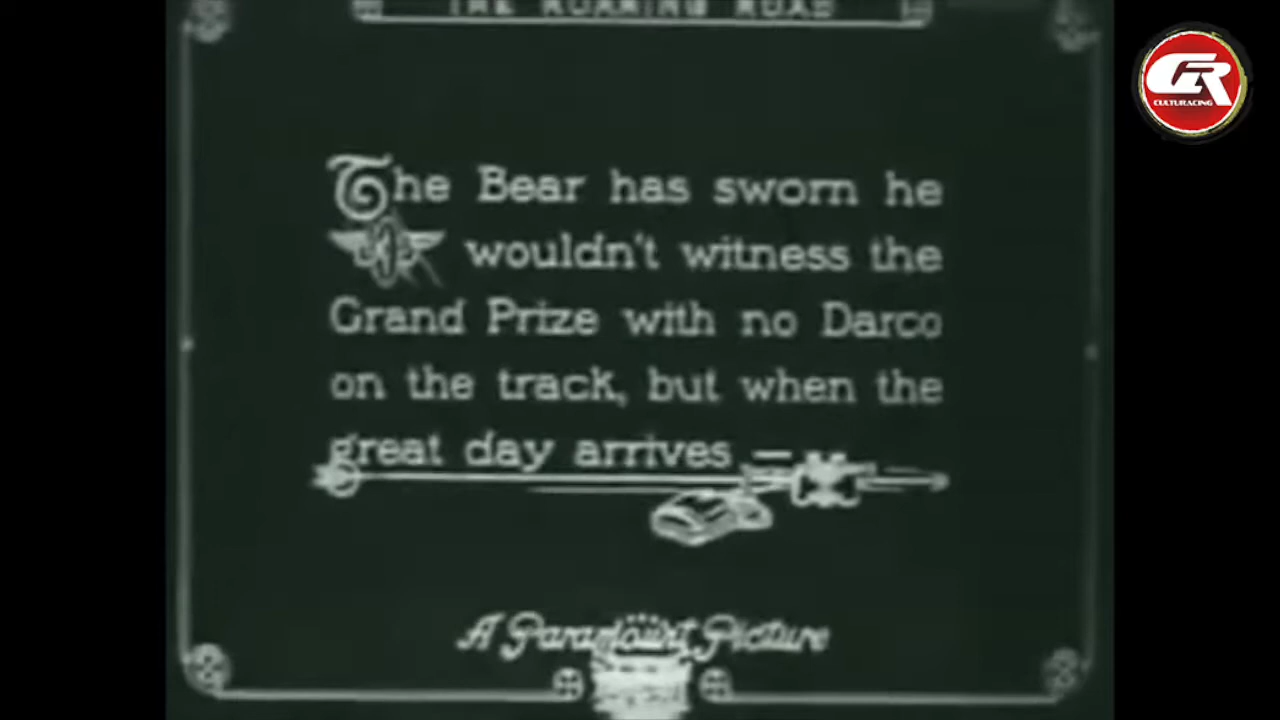 THE ROARING ROAD
CR
CULTURACING
The Bear has sworn he
wouldn't witness the
Grand Prize with no Darco
on the track, but when the
great day arrives —
A Paramount Picture